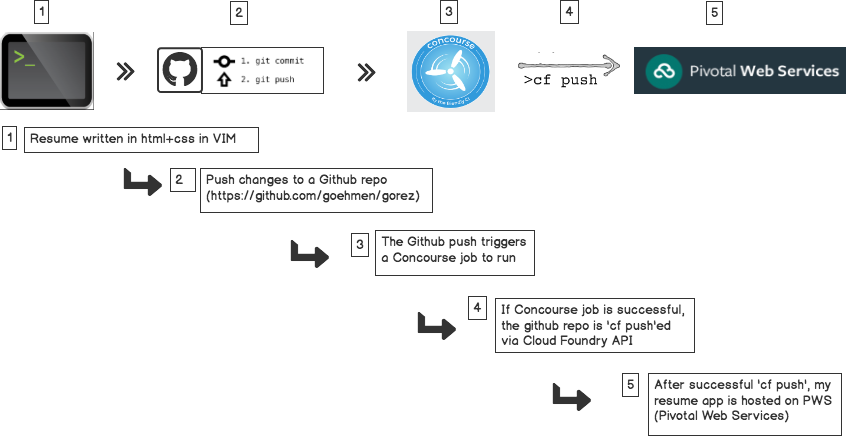 1
2
3
4
5
>_
1. git commit
2. git push
concourse
>cf push
Pivotal Web Services
1
Resume written in html+css in VIM
2
Push changes to a Github repo
(https://github.com/goehmen/gorez)
3
The Github push triggers
a Concourse job to run
4
If Concourse job is successful,
the github repo is 'cf push'ed
via Cloud Foundry API
5
After successful 'cf push', my
resume app is hosted on PWS
(Pivotal Web Services)